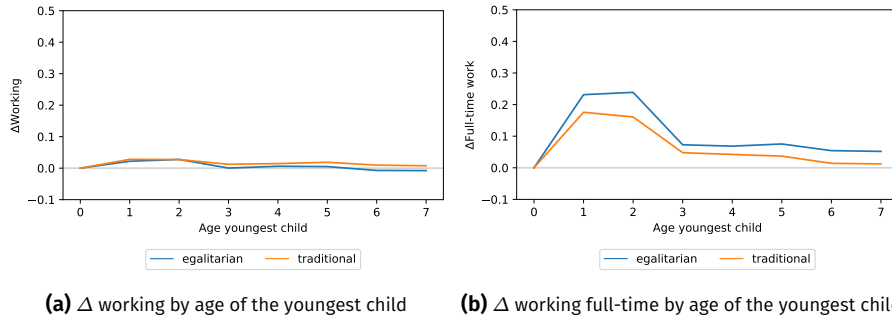 0.5
0.4
0.3
0.2
0.1
0.0
−0.1
ΔWorking
0 1 2 3 4 5 6 7
Age youngest child
egalitarian traditional
(a) Δ working by age of the youngest child
0.5
0.4
0.3
0.2
0.1
0.0
−0.1
ΔFull-time work
0 1 2 3 4 5 6 7
Age youngest child
egalitarian traditional
(b) Δ working full-time by age of the youngest chil